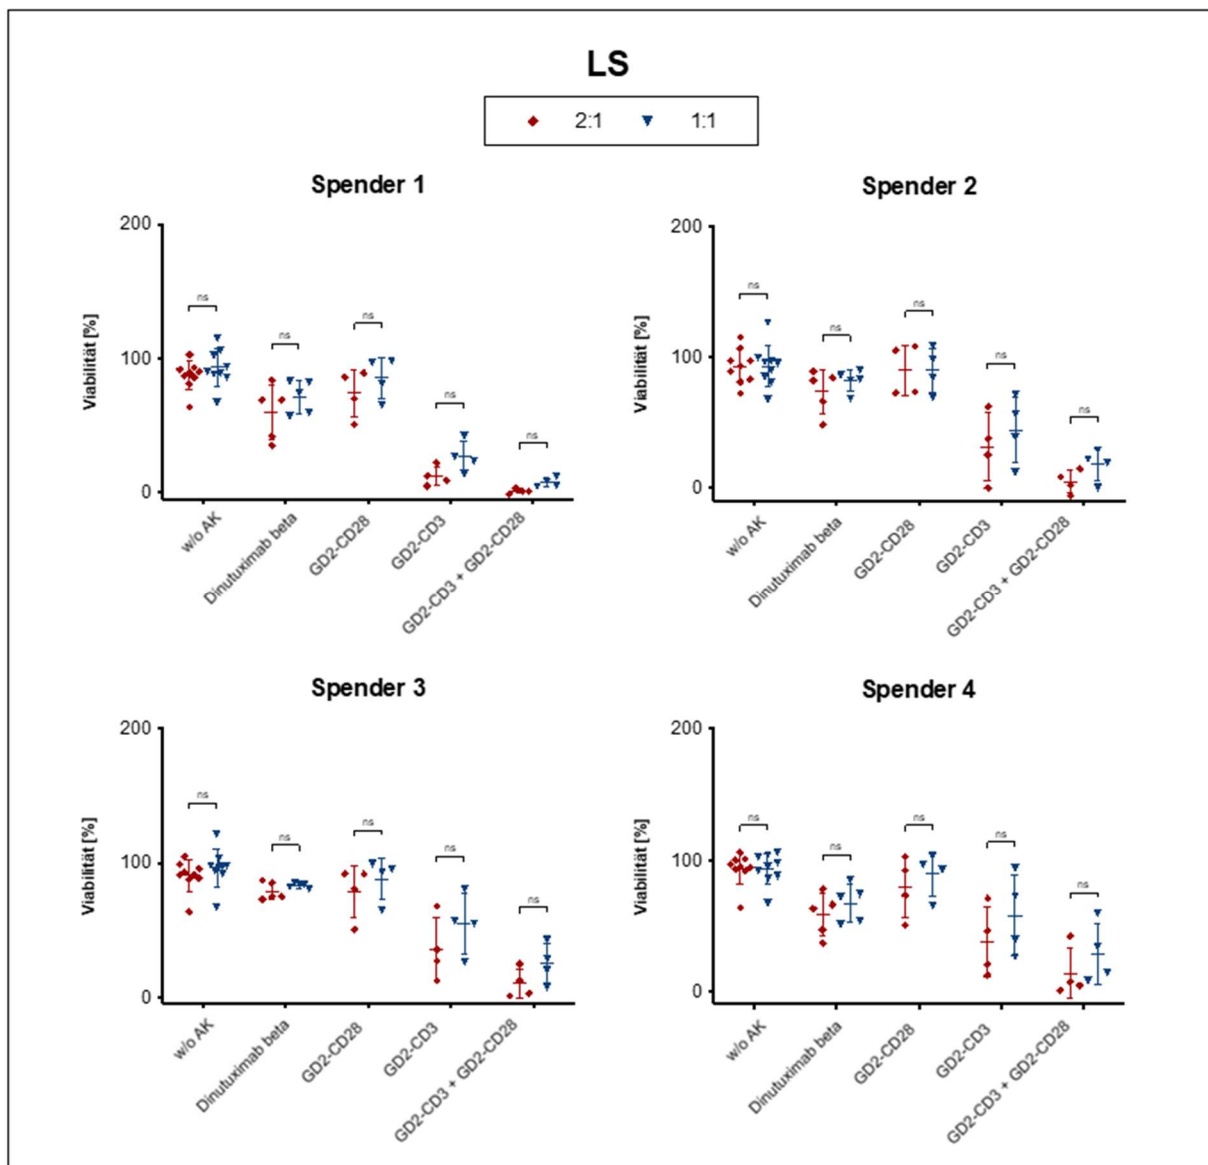 LS
2:1 1:1
Spender 1
Viabilität [%]
200
100
0
ns
ns
ns
ns
ns
w/o AK
Dinutuximab beta
GD2-CD28
GD2-CD3
GD2-CD3 + GD2-CD28
Spender 2
Viabilität [%]
200
100
0
ns
ns
ns
ns
ns
w/o AK
Dinutuximab beta
GD2-CD28
GD2-CD3
GD2-CD3 + GD2-CD28
Spender 3
Viabilität [%]
200
100
0
ns
ns
ns
ns
ns
w/o AK
Dinutuximab beta
GD2-CD28
GD2-CD3
GD2-CD3 + GD2-CD28
Spender 4
Viabilität [%]
200
100
0
ns
ns
ns
ns
ns
w/o AK
Dinutuximab beta
GD2-CD28
GD2-CD3
GD2-CD3 + GD2-CD28